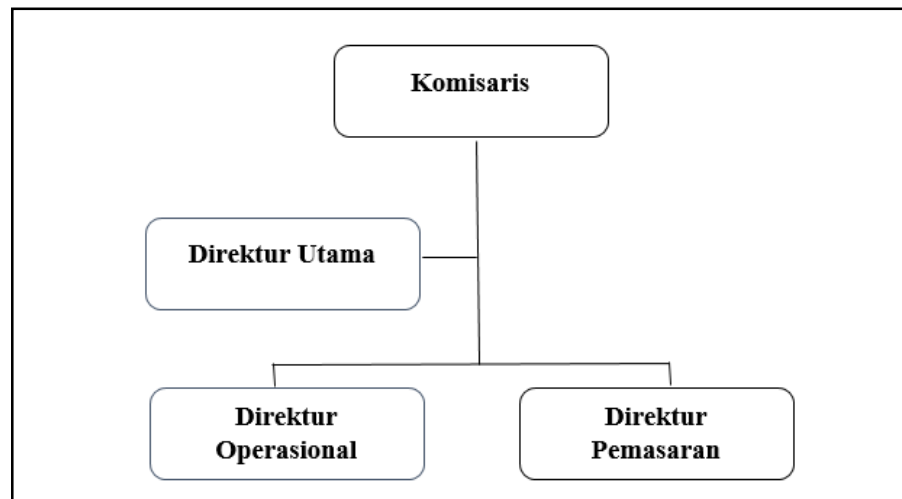 Komisaris
Direktur Utama
Direktur
Operasional
Direktur
Pemasaran